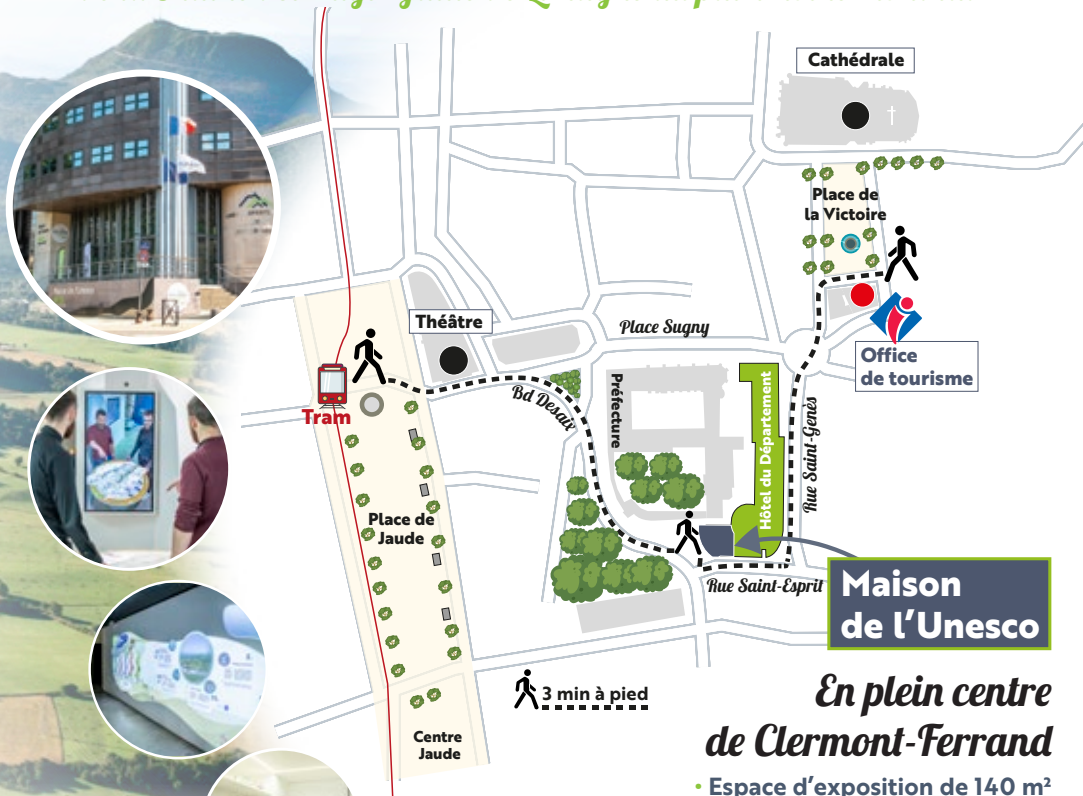 Cathédrale
Place de
la Victoire
Théâtre
Place Sugny
Office
de tourisme
Tram
Bd Desaix
Préfecture
Hôtel du Département
Rue Saint-Genès
Place de
Jaude
Rue Saint-Esprit
Maison
de l'Unesco
3 min à pied
En plein centre
de Clermont-Ferrand
Centre
Jaude
• Espace d'exposition de 140 m²